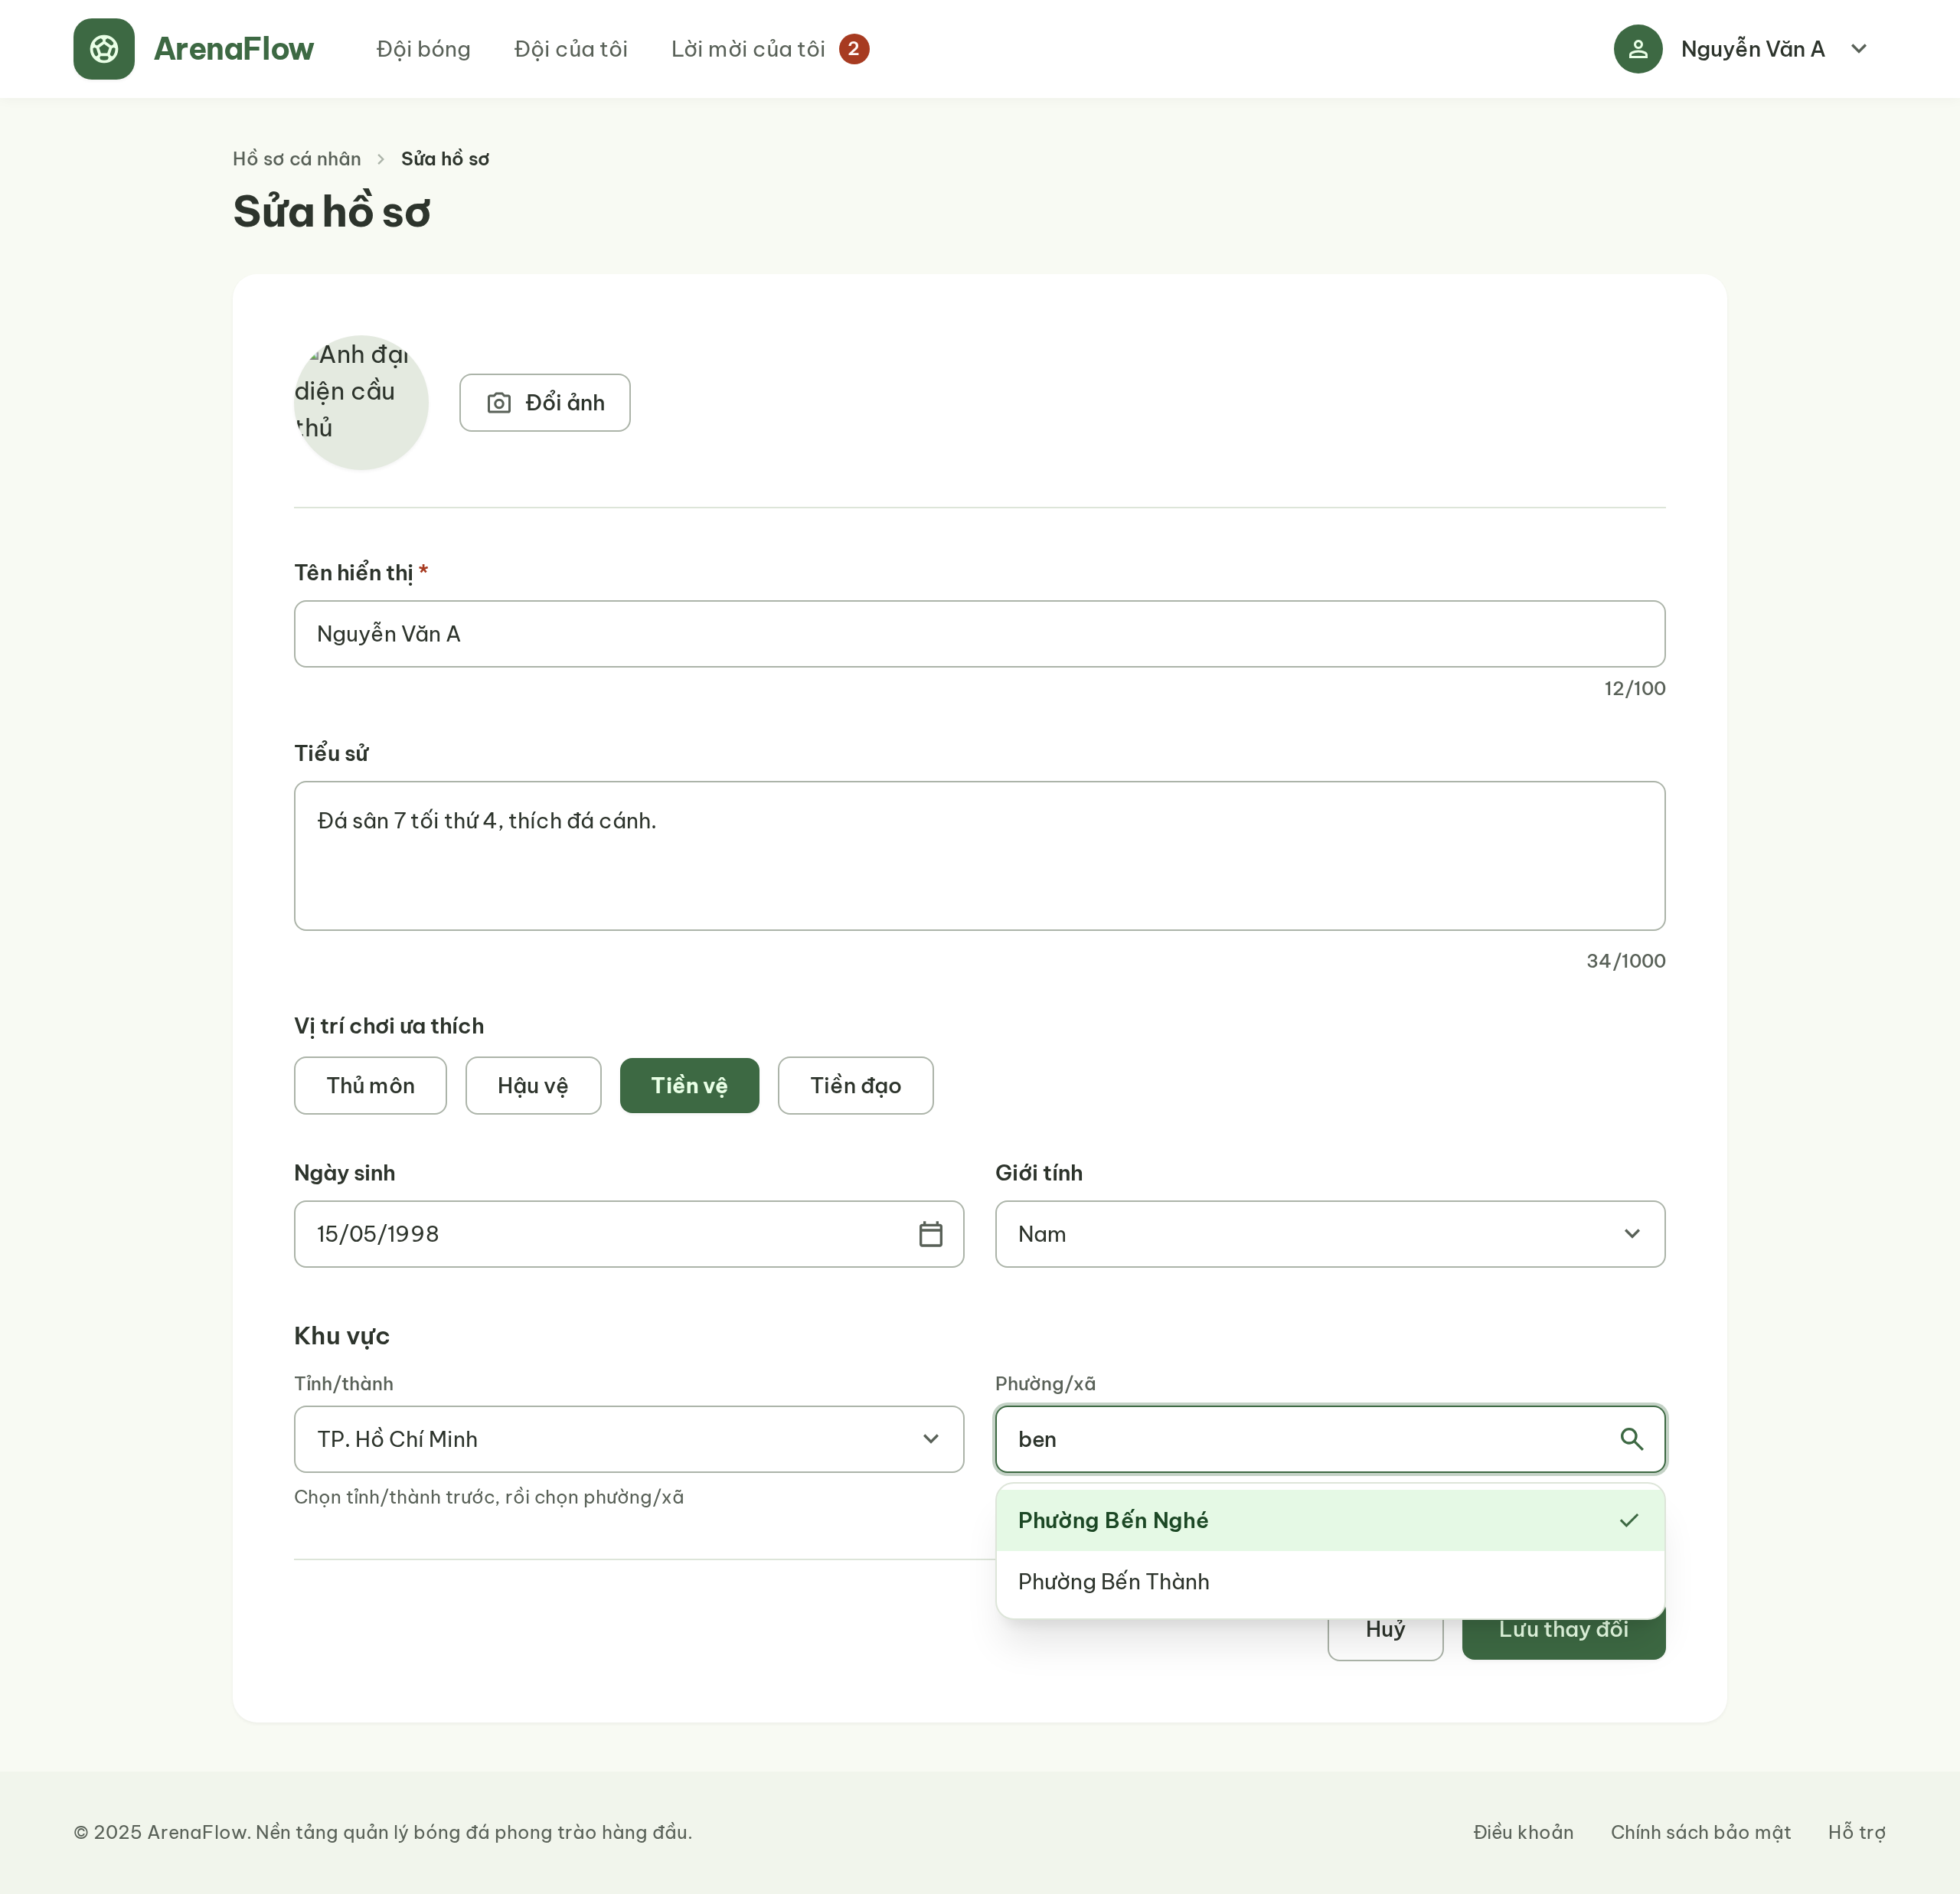 ArenaFlow
Đội bóng
Đội của tôi
Lời mời của tôi
2
Nguyễn Văn A
Hồ sơ cá nhân
Sửa hồ sơ
Sửa hồ sơ
Ảnh đại
diện cầu
thủ
Đổi ảnh
Tên hiển thị *
Nguyễn Văn A
12/100
Tiểu sử
Đá sân 7 tối thứ 4, thích đá cánh.
34/1000
Vị trí chơi ưa thích
Thủ môn
Hậu vệ
Tiền vệ
Tiền đạo
Ngày sinh
Giới tính
15/05/1998
Nam
Khu vực
Tỉnh/thành
Phường/xã
TP. Hồ Chí Minh
ben
Chọn tỉnh/thành trước, rồi chọn phường/xã
Phường Bến Nghé
Phường Bến Thành
Huỷ
Lưu thay đổi
© 2025 ArenaFlow. Nền tảng quản lý bóng đá phong trào hàng đầu.
Điều khoản
Chính sách bảo mật
Hỗ trợ